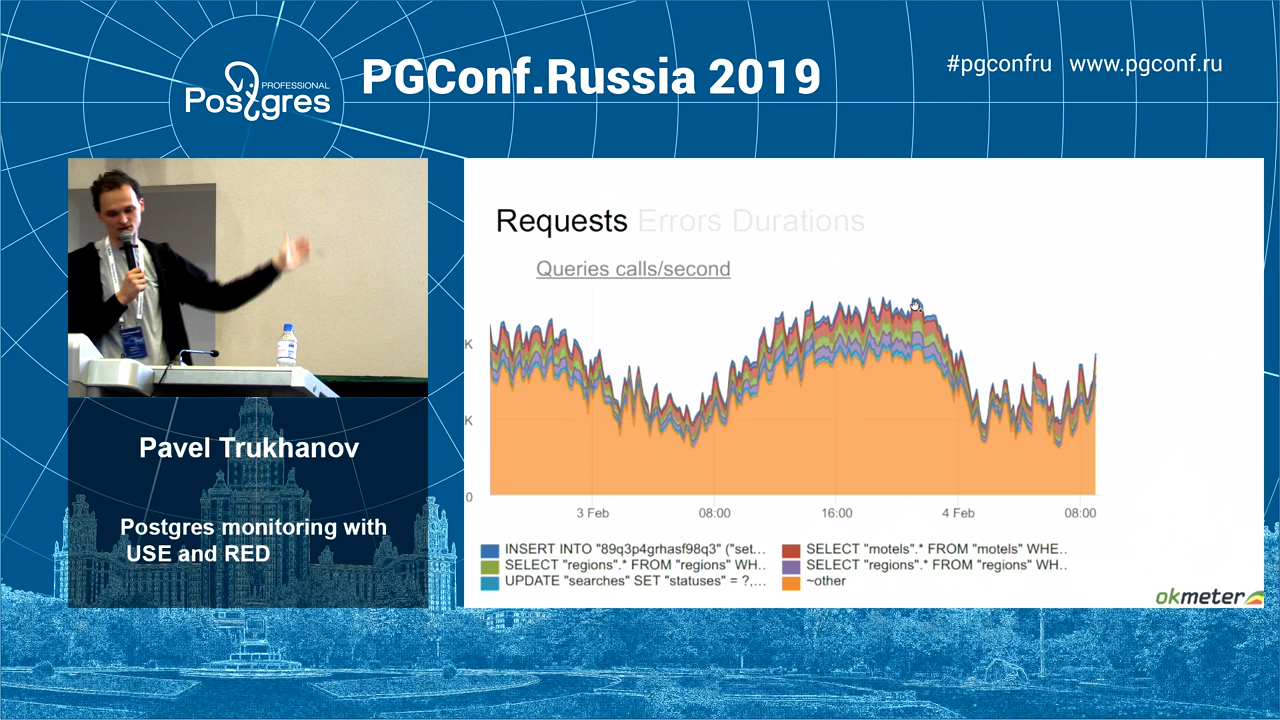 PROFESSIONAL
Postgres
PGConf.Russia 2019
#pgconfru www.pgconf.ru
Requests Errors Durations
Queries calls/second
K
K
0
3 Feb 08:00 16:00 4 Feb 08:00
INSERT INTO "89q3p4grhasf98q3" ("set...
SELECT "motels".* FROM "motels" WHE..
SELECT "regions".* FROM "regions" WH..
SELECT "regions".* FROM "regions" WH..
UPDATE "searches" SET "statuses" = ?,...
~other
okmeter
Pavel Trukhanov
Postgres monitoring with
USE and RED